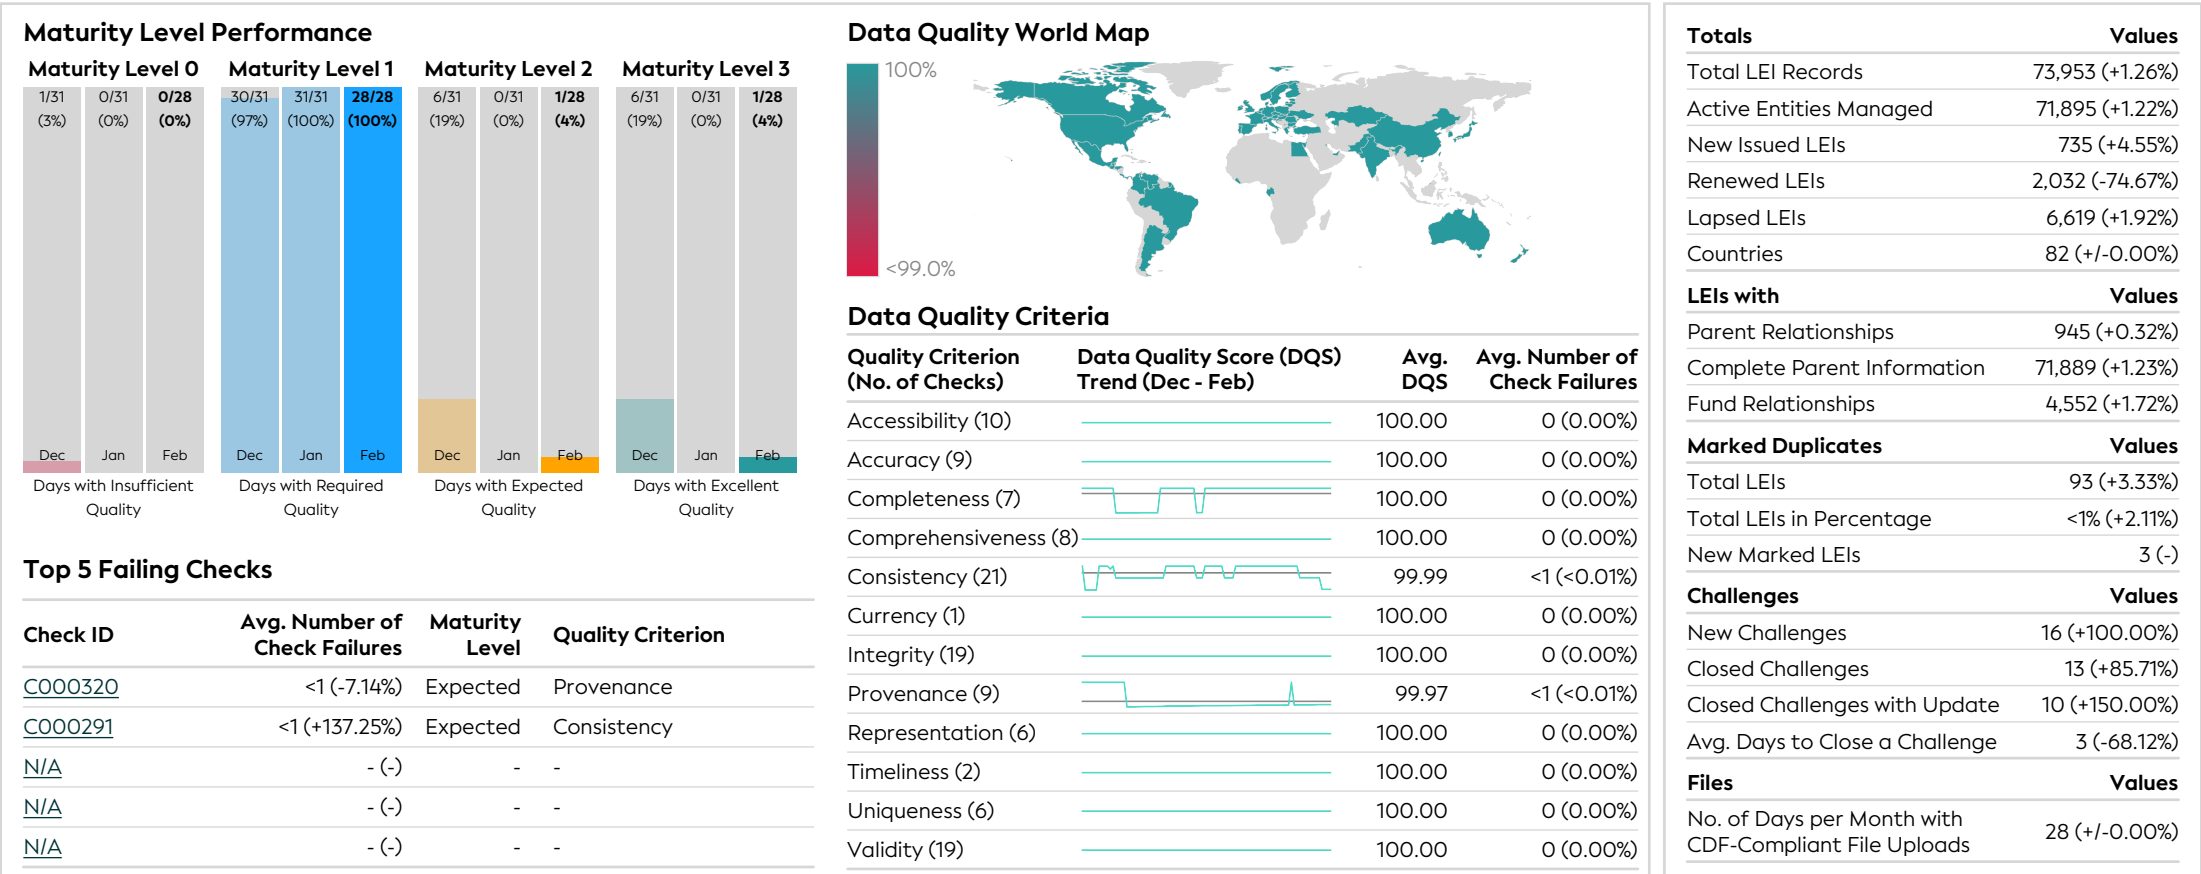 Maturity Level Performance
Maturity Level 0
Maturity Level 1
Maturity Level 2
Maturity Level 3
1/31 0/31 0/28
(3%) (0%) (0%)
30/31 31/31 28/28
(97%) (100%) (100%)
6/31 0/31 1/28
(19%) (0%) (4%)
6/31 0/31 1/28
(19%) (0%) (4%)
Dec Jan Feb
Dec Jan Feb
Dec Jan Feb
Dec Jan Feb
Days with Insufficient
Quality
Days with Required
Quality
Days with Expected
Quality
Days with Excellent
Quality
Top 5 Failing Checks
Check ID
Avg. Number of
Check Failures
Maturity
Level
Quality Criterion
C000320 <1 (-7.14%) Expected Provenance
C000291 <1 (+137.25%) Expected Consistency
N/A - (-) - -
N/A - (-) - -
N/A - (-) - -
Data Quality World Map
100%
<99.0%
Data Quality Criteria
Quality Criterion
(No. of Checks)
Data Quality Score (DQS)
Trend (Dec - Feb)
Avg.
DQS
Avg. Number of
Check Failures
Accessibility (10) 100.00 0 (0.00%)
Accuracy (9) 100.00 0 (0.00%)
Completeness (7) 100.00 0 (0.00%)
Comprehensiveness (8) 100.00 0 (0.00%)
Consistency (21) 99.99 <1 (<0.01%)
Currency (1) 100.00 0 (0.00%)
Integrity (19) 100.00 0 (0.00%)
Provenance (9) 99.97 <1 (<0.01%)
Representation (6) 100.00 0 (0.00%)
Timeliness (2) 100.00 0 (0.00%)
Uniqueness (6) 100.00 0 (0.00%)
Validity (19) 100.00 0 (0.00%)
Totals Values
Total LEI Records 73,953 (+1.26%)
Active Entities Managed 71,895 (+1.22%)
New Issued LEIs 735 (+4.55%)
Renewed LEIs 2,032 (-74.67%)
Lapsed LEIs 6,619 (+1.92%)
Countries 82 (+/-0.00%)
LEIs with Values
Parent Relationships 945 (+0.32%)
Complete Parent Information 71,889 (+1.23%)
Fund Relationships 4,552 (+1.72%)
Marked Duplicates Values
Total LEIs 93 (+3.33%)
Total LEIs in Percentage <1% (+2.11%)
New Marked LEIs 3 (-)
Challenges Values
New Challenges 16 (+100.00%)
Closed Challenges 13 (+85.71%)
Closed Challenges with Update 10 (+150.00%)
Avg. Days to Close a Challenge 3 (-68.12%)
Files Values
No. of Days per Month with
CDF-Compliant File Uploads 28 (+/-0.00%)